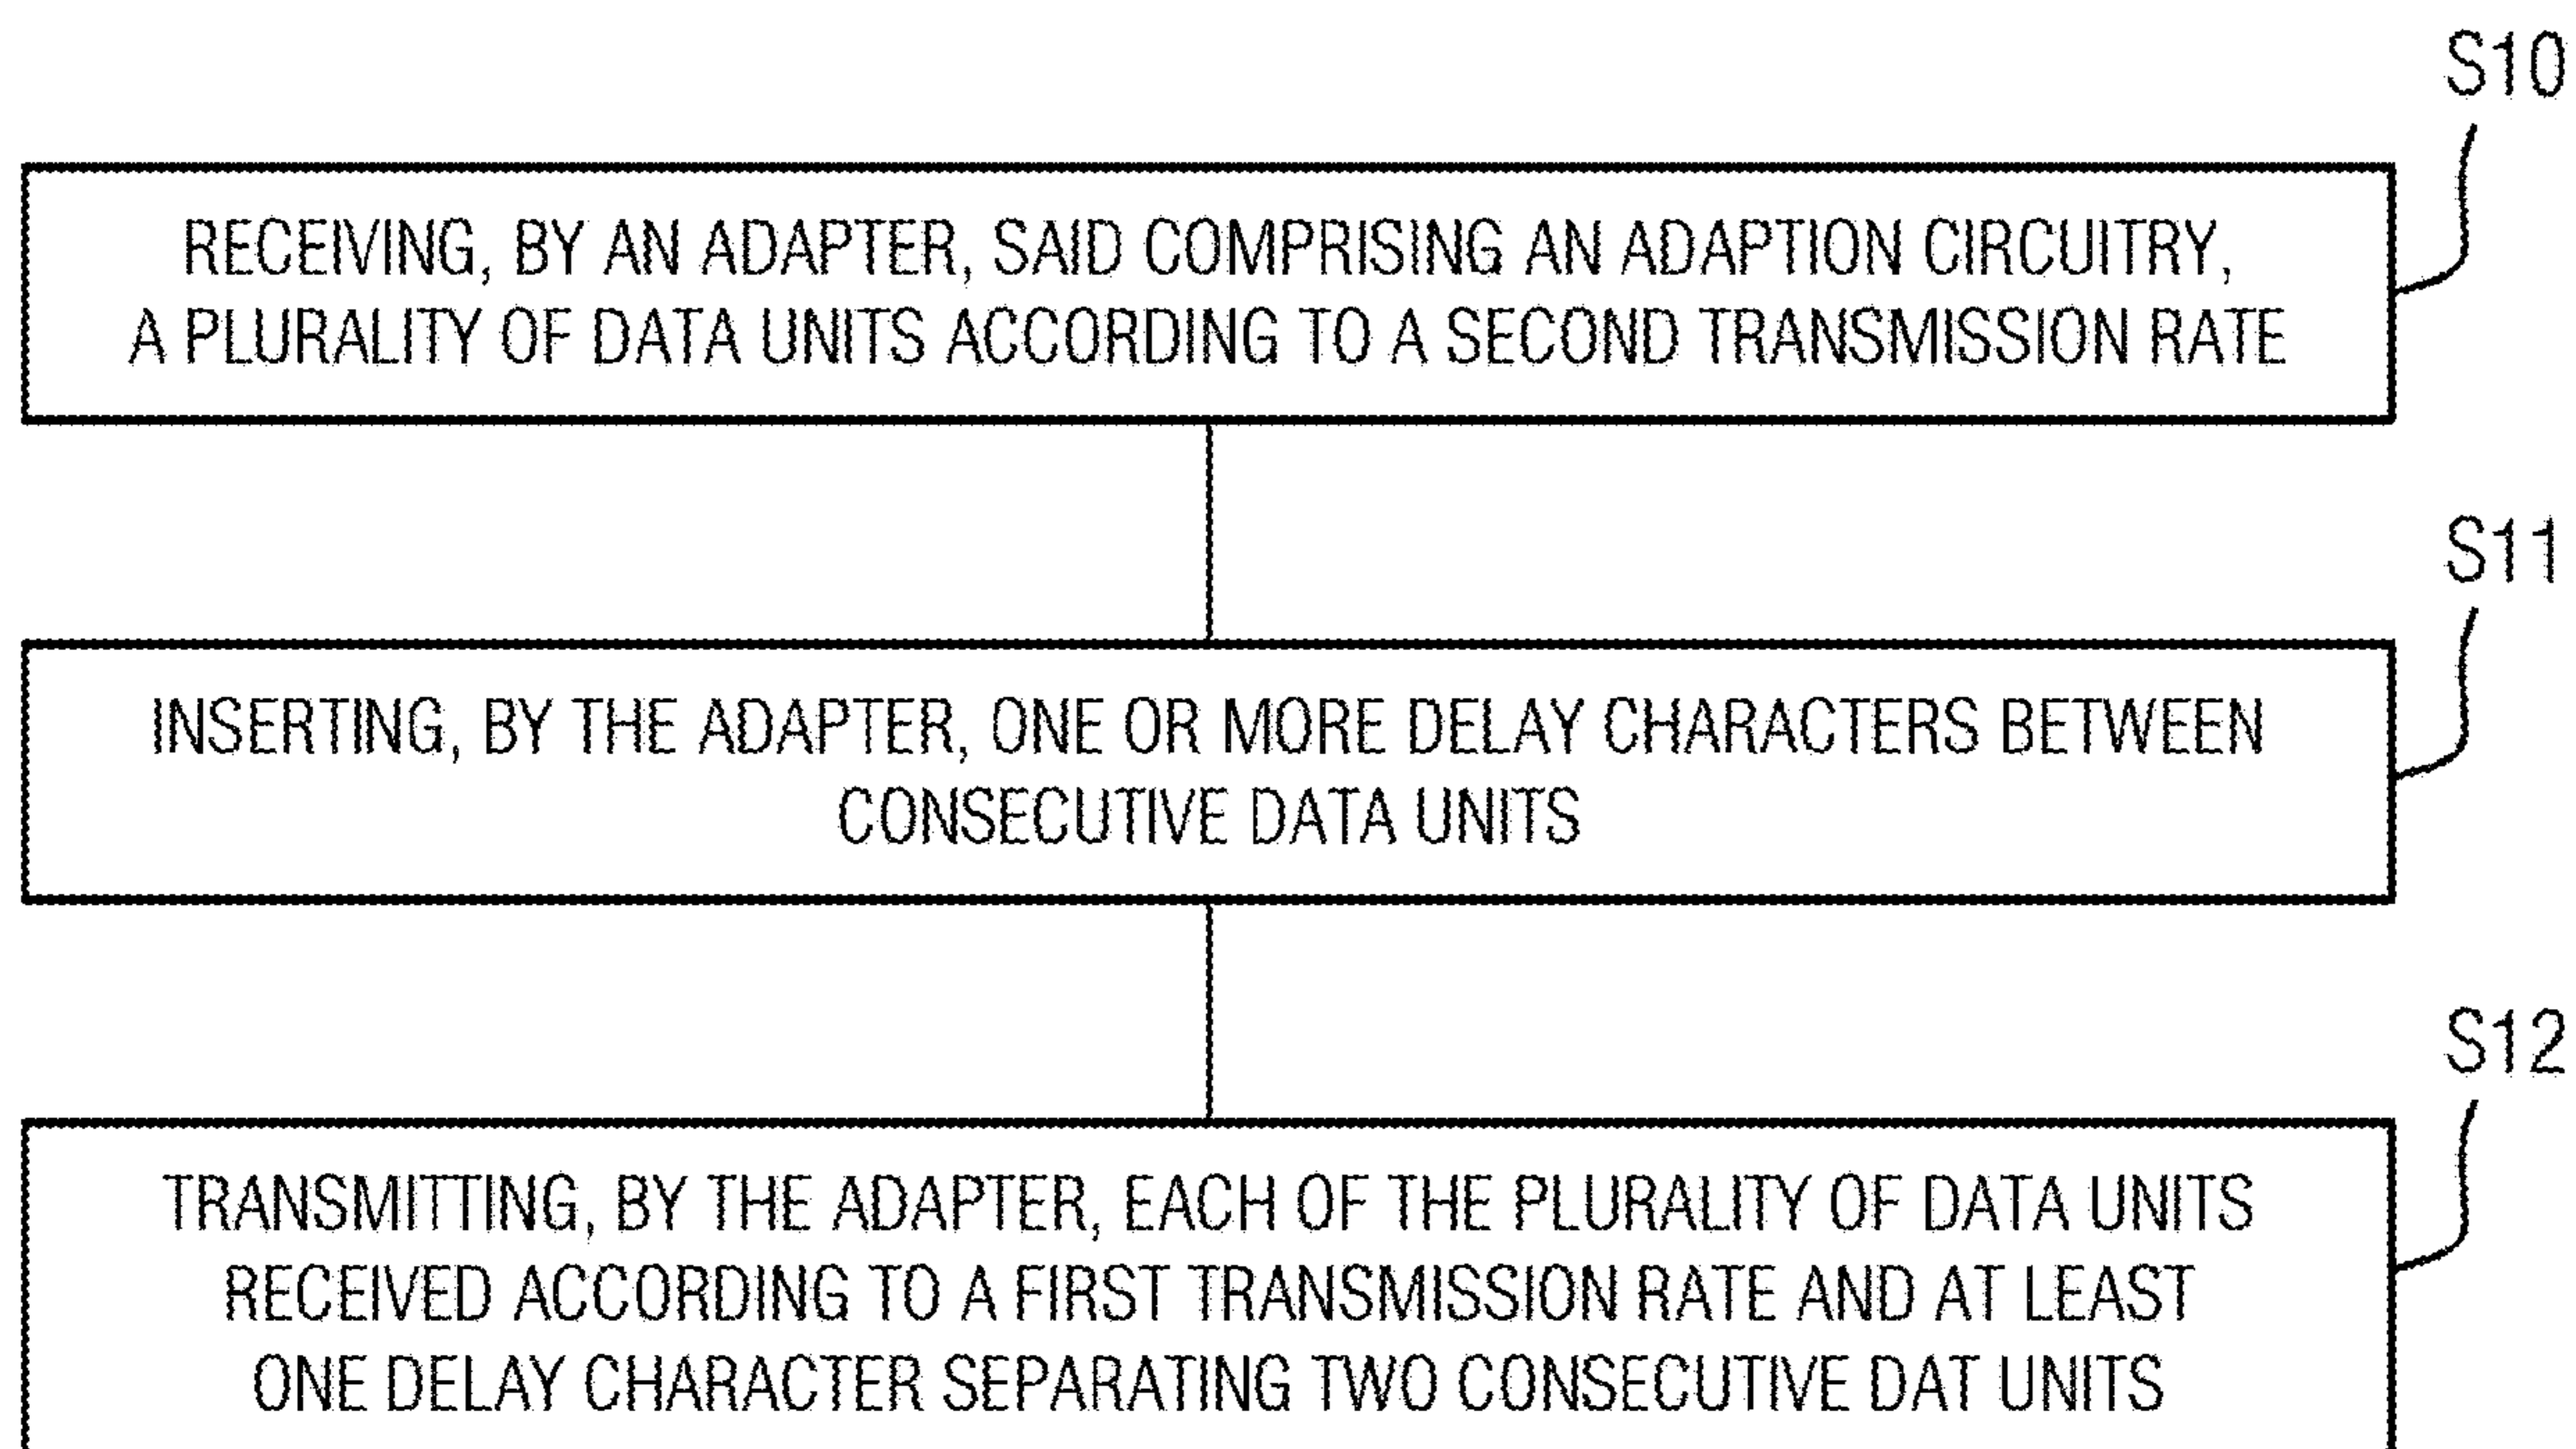 S10
RECEIVING, BY AN ADAPTER, SAID COMPRISING AN ADAPTION CIRCUITRY,
A PLURALITY OF DATA UNITS ACCORDING TO A SECOND TRANSMISSION RATE
S11
INSERTING, BY THE ADAPTER, ONE OR MORE DELAY CHARACTERS BETWEEN
CONSECUTIVE DATA UNITS
S12
TRANSMITTING, BY THE ADAPTER, EACH OF THE PLURALITY OF DATA UNITS
RECEIVED ACCORDING TO A FIRST TRANSMISSION RATE AND AT LEAST
ONE DELAY CHARACTER SEPARATING TWO CONSECUTIVE DAT UNITS